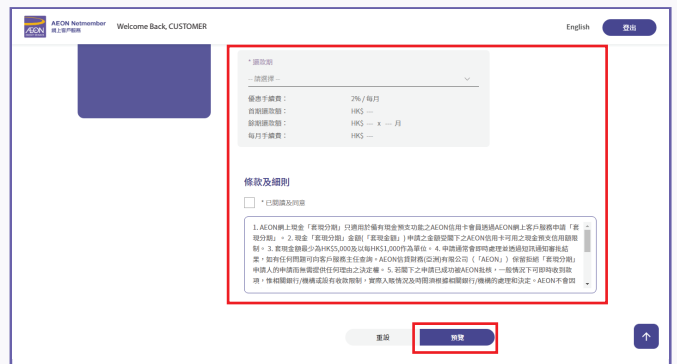 AEON
AEON Netmember
網上客戶服務
Welcome Back, CUSTOMER
English
登出
* 還款額
-- 請選擇 --
優惠手續費： 2% / 每月
首期還款額： HK$ ---
餘期還款額： HK$ --- x --- 月
每月手續費： HK$ ---
條款及細則
* 已閱讀及同意
1. AEON網上現金「套現分期」只適用於備有現金預支功能之AEON信用卡會員透過AEON網上客戶服務申請「套
現分期」。 2. 現金「套現分期」金額(「套現金額」) 申請之金額受閣下之AEON信用卡可用之現金預支信用額限
制。 3. 套現金額最少為HK$5,000及以每HK$1,000作為單位。 4. 申請通常會即時處理並透過短訊通知審批結
果，如有任何問題可向客戶服務主任查詢。AEON信貸財務(亞洲)有限公司（「AEON」）保留拒絕「套現分期」
申請人的申請而無需提供任何理由之決定權。 5. 若閣下之申請已成功被AEON批核，一般情況下可即時收到款
項，惟相關銀行/機構或設有收款限制，實際入賬情況及時間須根據相關銀行/機構的處理和決定。AEON不會因
重設
預覽